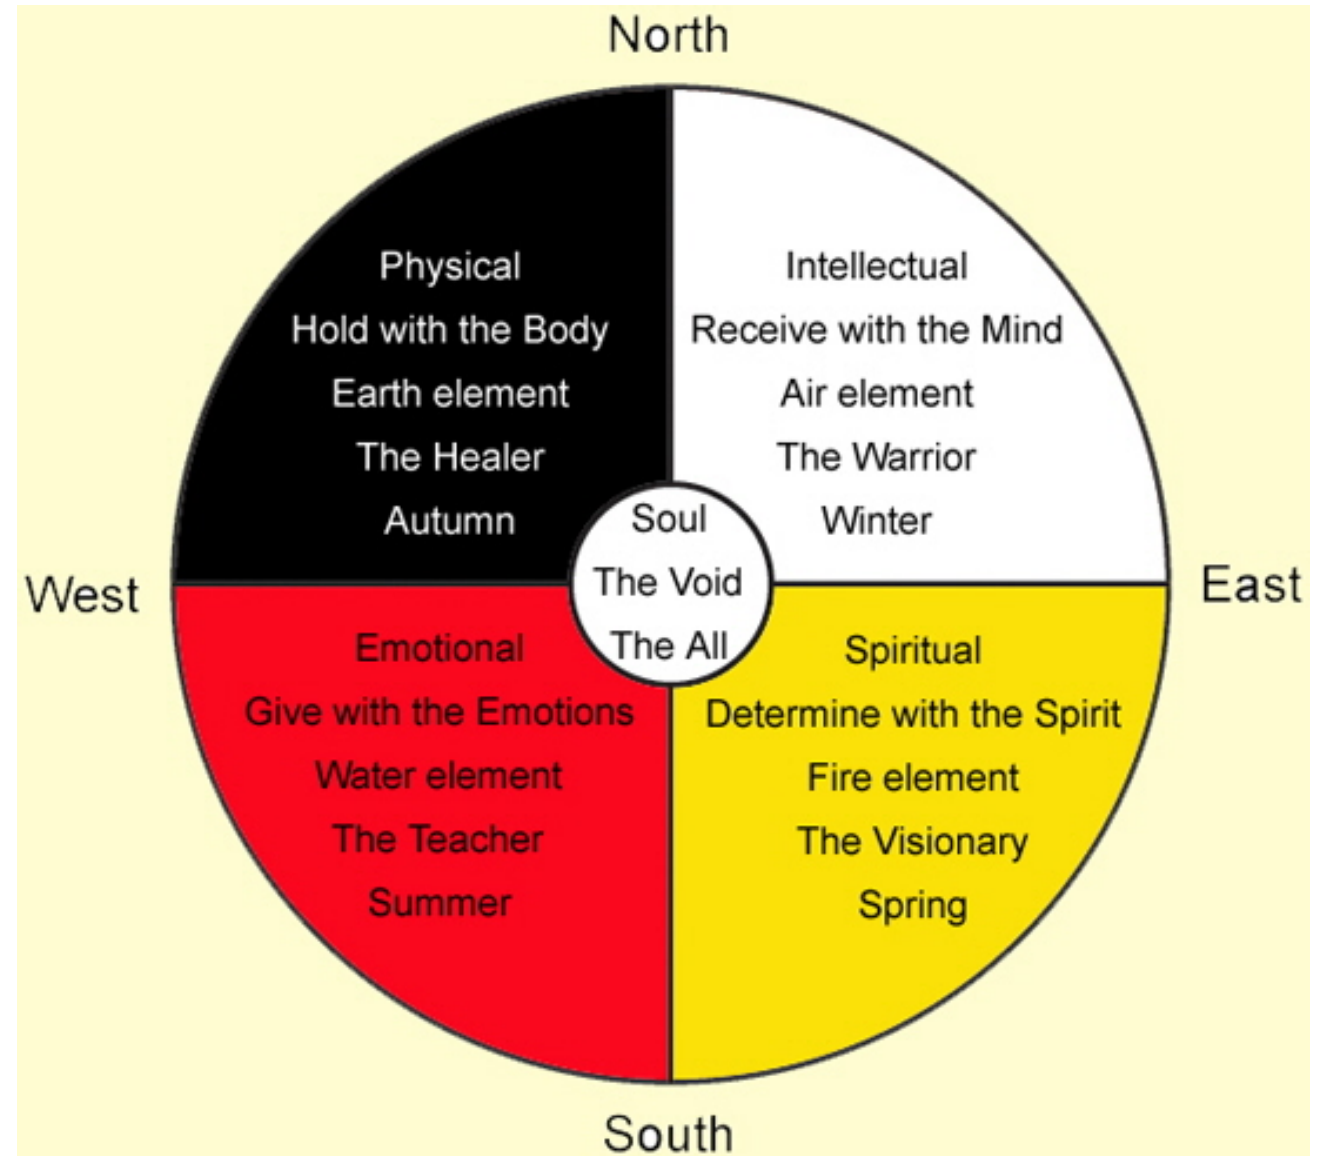 North
Physical
Hold with the Body
Earth element
The Healer
Autumn
Intellectual
Receive with the Mind
Air element
The Warrior
Winter
Soul
The Void
The All
West
East
Emotional
Give with the Emotions
Water element
The Teacher
Summer
Spiritual
Determine with the Spirit
Fire element
The Visionary
Spring
South